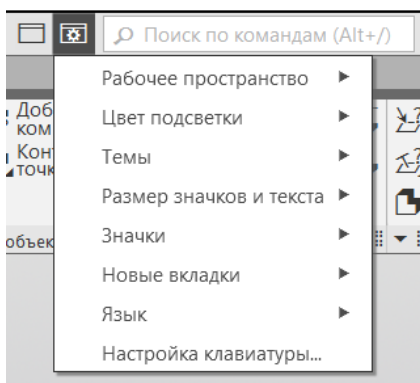 Поиск по командам (Alt+/)
Рабочее пространство
Цвет подсветки
Темы
Размер значков и текста
Значки
Новые вкладки
Язык
Настройка клавиатуры...